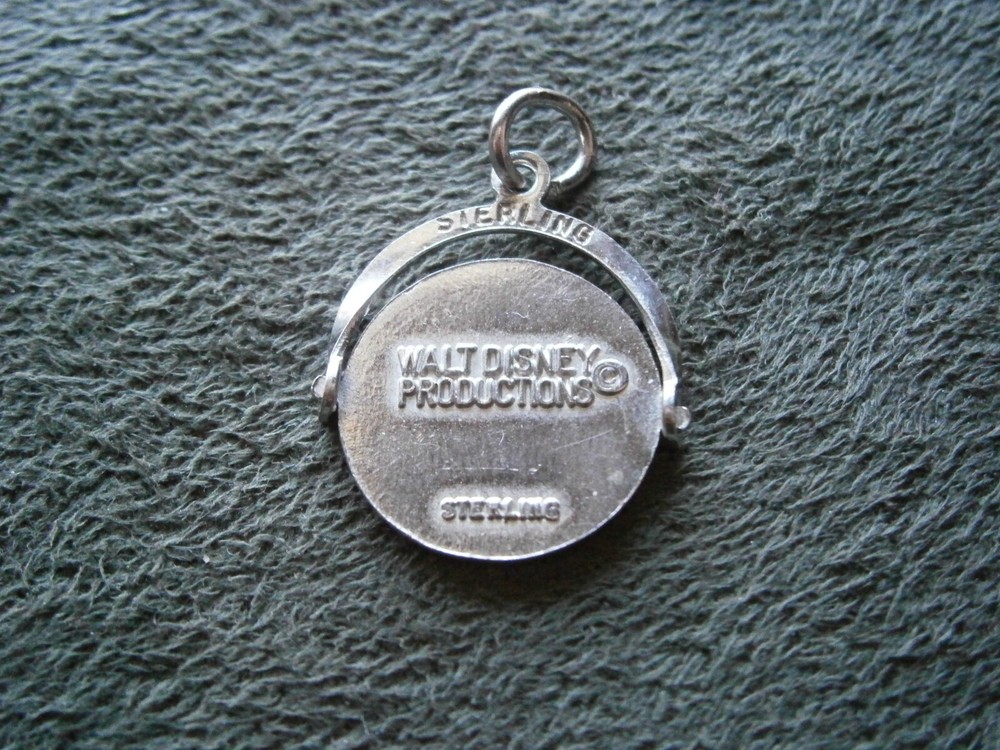 STERLING
WALT DISNEY
PRODUCTIONS ©
STERLING